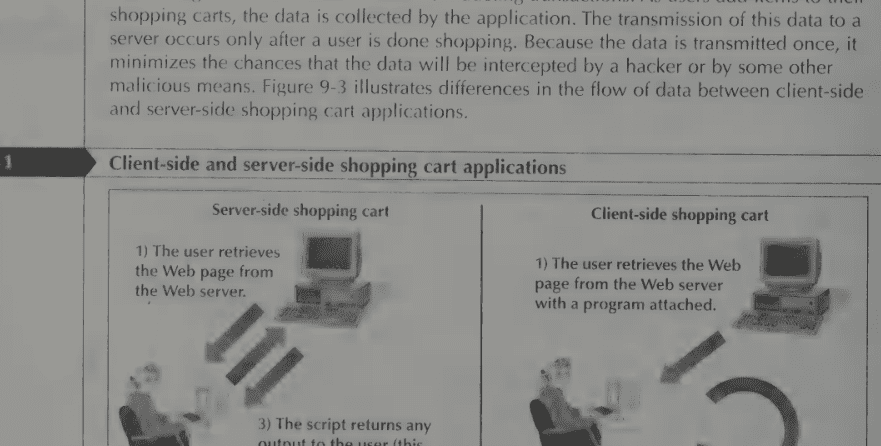 shopping carts, the data is collected by the application. The transmission of this data to a
server occurs only after a user is done shopping. Because the data is transmitted once, it
minimizes the chances that the data will be intercepted by a hacker or by some other
malicious means. Figure 9-3 illustrates differences in the flow of data between client-side
and server-side shopping cart applications.
1
Client-side and server-side shopping cart applications
Server-side shopping cart
1) The user retrieves
the Web page from
the Web server.
3) The script returns any
output to the user (this
Client-side shopping cart
1) The user retrieves the Web
page from the Web server
with a program attached.